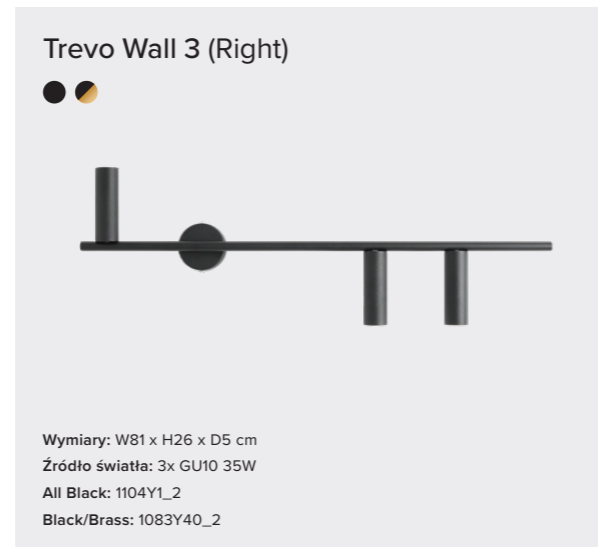 Trevo Wall 3 (Right)
Wymiary: W81 x H26 x D5 cm
Źródło światła: 3x GU10 35W
All Black: 1104Y1_2
Black/Brass: 1083Y40_2